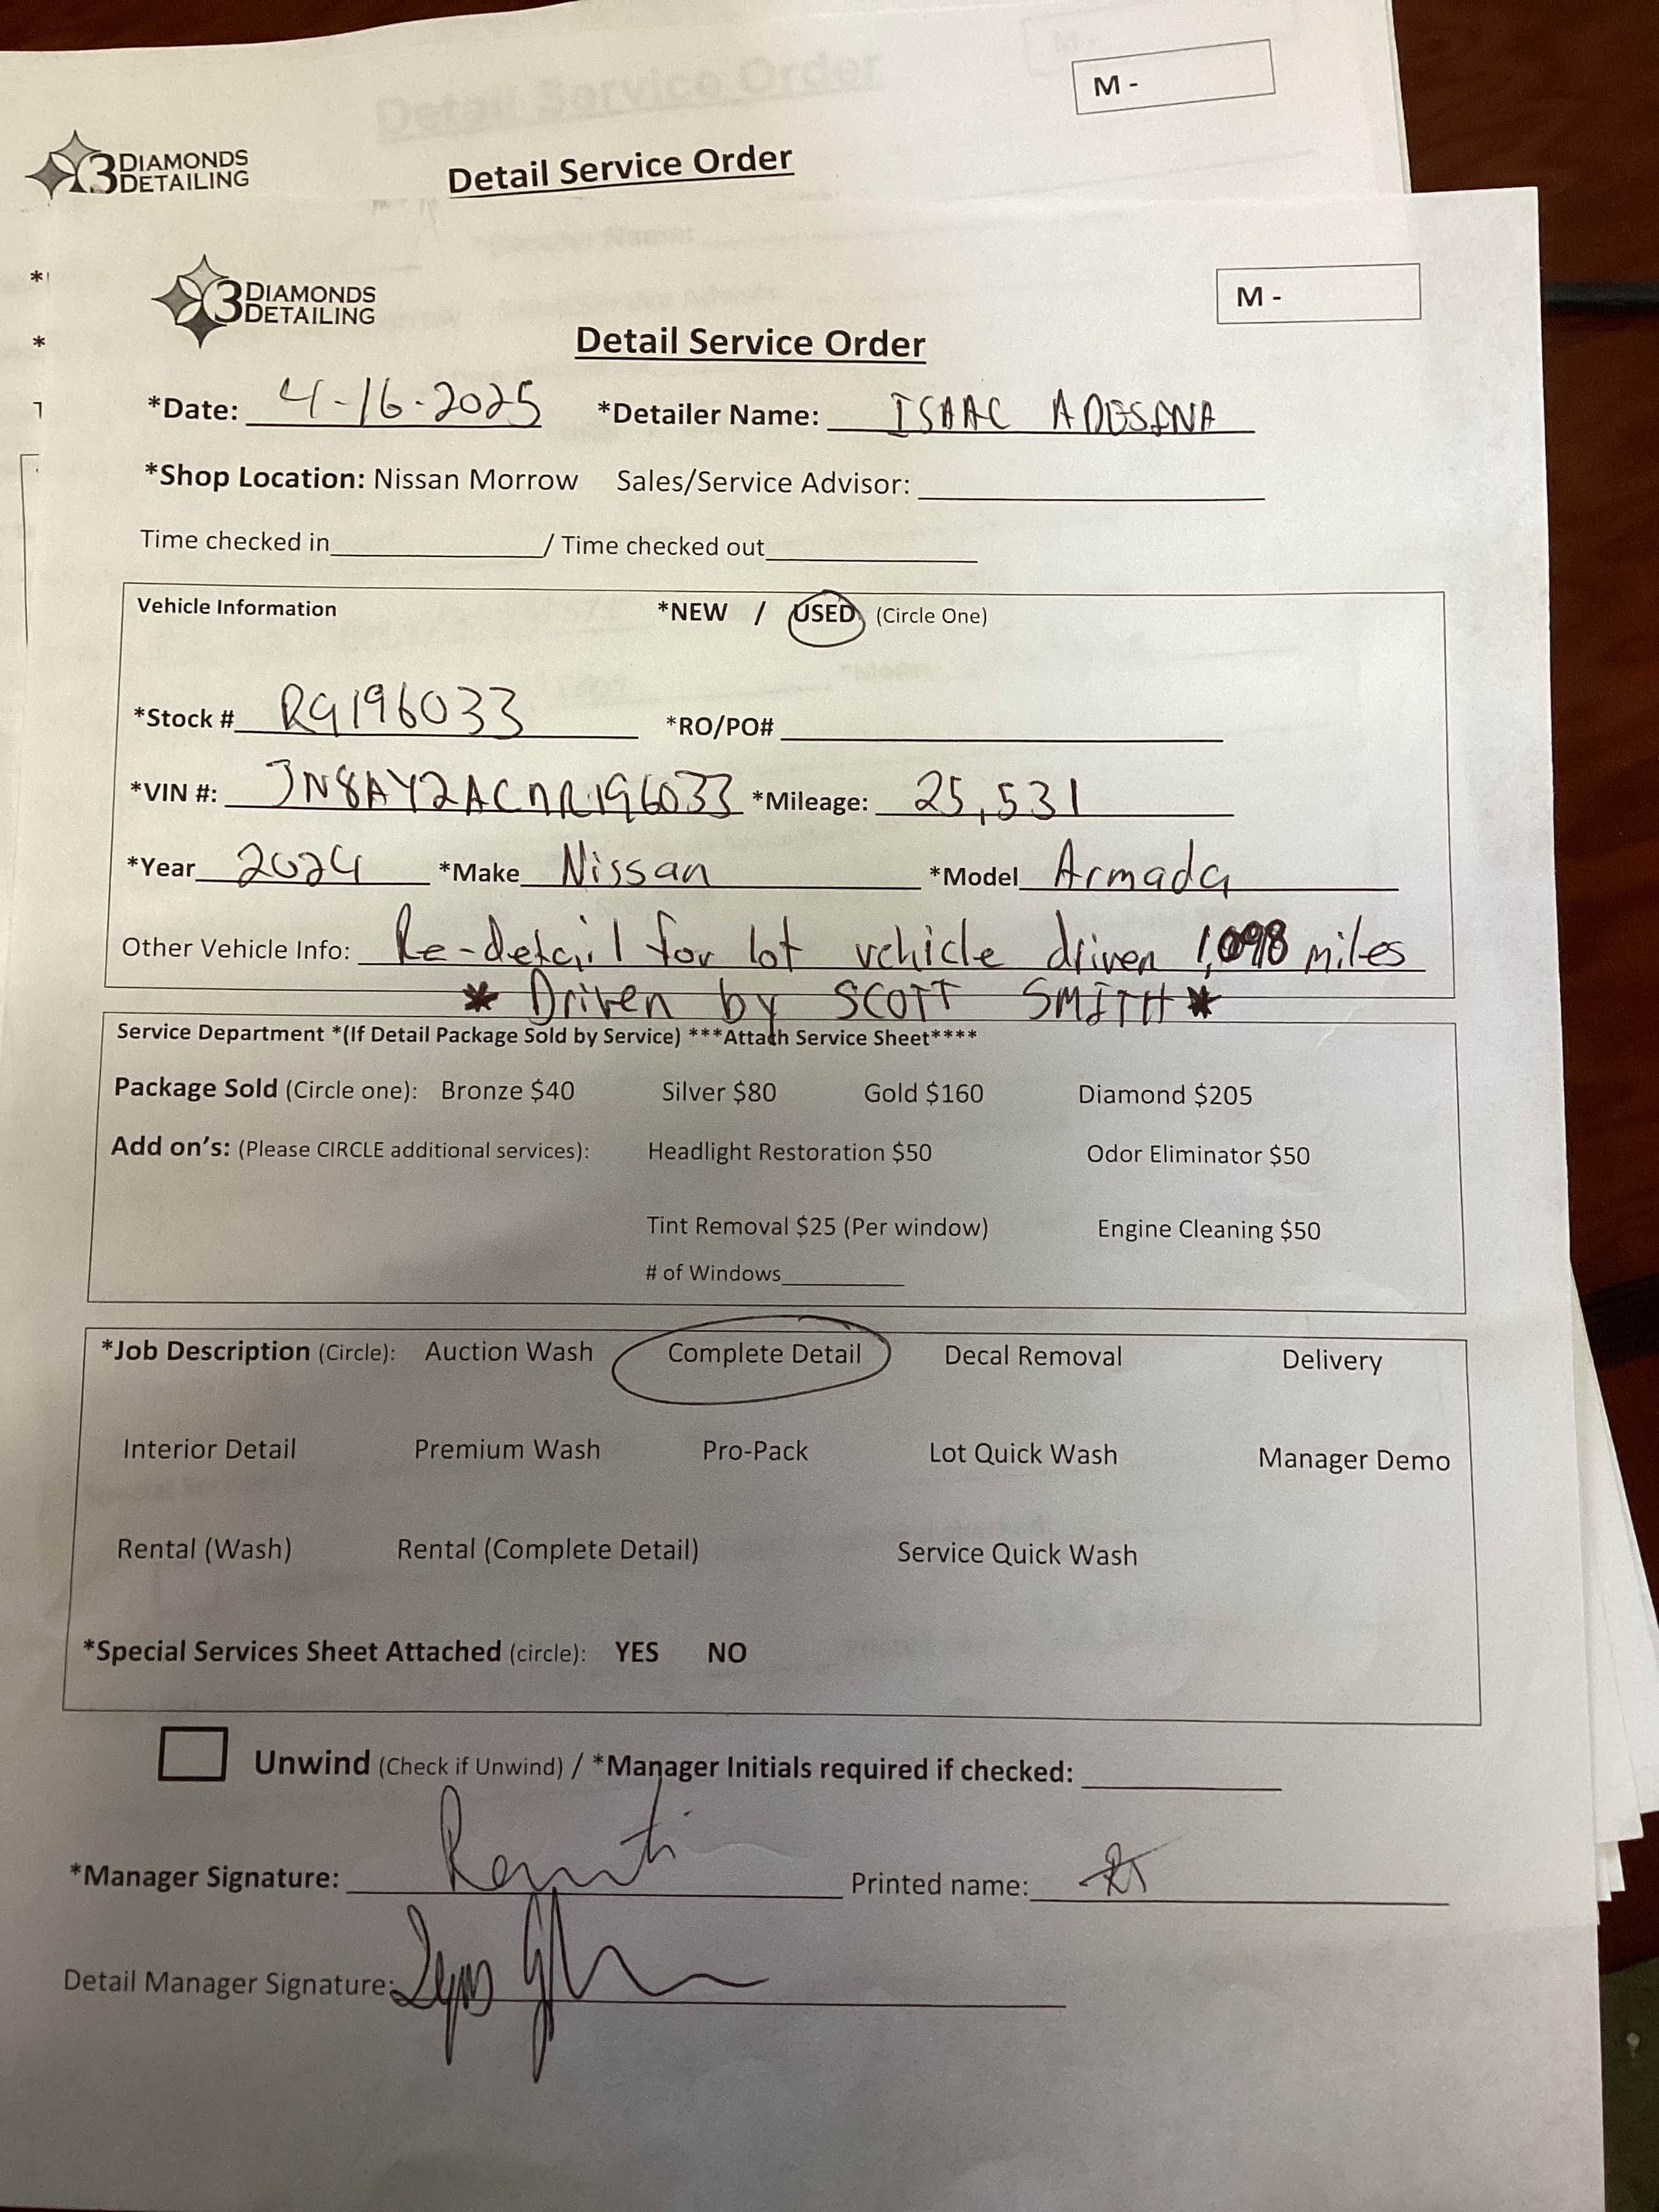 Detail Service Order
M -
3 DIAMONDS
DETAILING
Detail Service Order
3 DIAMONDS
DETAILING
M -
Detail Service Order
*Date: 4-16-2025 *Detailer Name: ISAAC ADESINA
*Shop Location: Nissan Morrow Sales/Service Advisor:
Time checked in / Time checked out
Vehicle Information *NEW / USED (Circle One)
*Stock # R9196033 *RO/PO#
*VIN #: *Mileage: 25,531
*Year 2024 *Make Nissan *Model Armada
Other Vehicle Info: Re-detail for lot vehicle driven 1,098 miles
* Driven by SCOTT SMITH *
Service Department *(If Detail Package Sold by Service) ***Attach Service Sheet****
Package Sold (Circle one): Bronze $40 Silver $80 Gold $160 Diamond $205
Add on's: (Please CIRCLE additional services): Headlight Restoration $50 Odor Eliminator $50
Tint Removal $25 (Per window) Engine Cleaning $50
# of Windows
*Job Description (Circle): Auction Wash Complete Detail Decal Removal Delivery
Interior Detail Premium Wash Pro-Pack Lot Quick Wash Manager Demo
Rental (Wash) Rental (Complete Detail) Service Quick Wash
*Special Services Sheet Attached (circle): YES NO
Unwind (Check if Unwind) / *Manager Initials required if checked:
*Manager Signature: Printed name: RT
Detail Manager Signature: